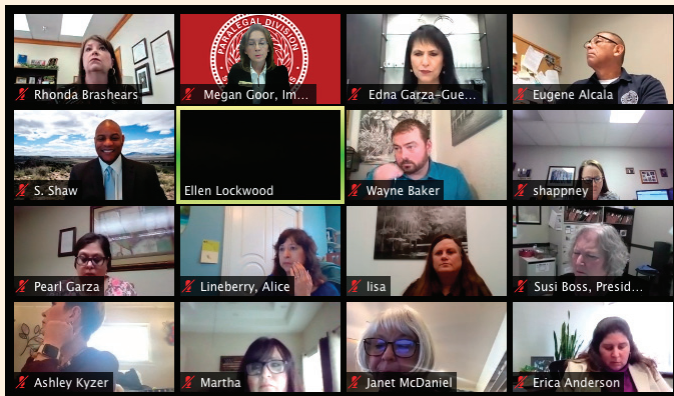 PARALEGAL DIVISION
Rhonda Brashears
Megan Goor, Im...
Edna Garza-Gue...
Eugene Alcala
S. Shaw
Ellen Lockwood
Wayne Baker
shappney
Pearl Garza
Lineberry, Alice
lisa
Susi Boss, Presid...
Ashley Kyzer
Martha
Janet McDaniel
Erica Anderson